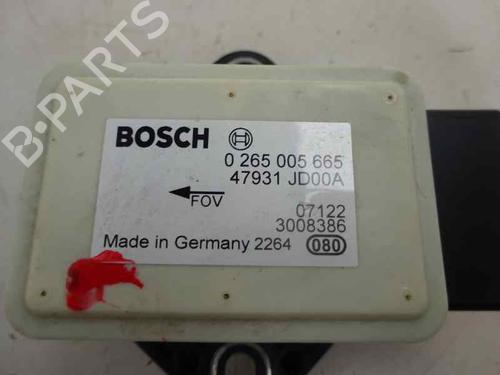 B-PARTS
BOSCH
0 265 005 665
47931 JD00A
FOV
07122
3008386
Made in Germany 2264 080